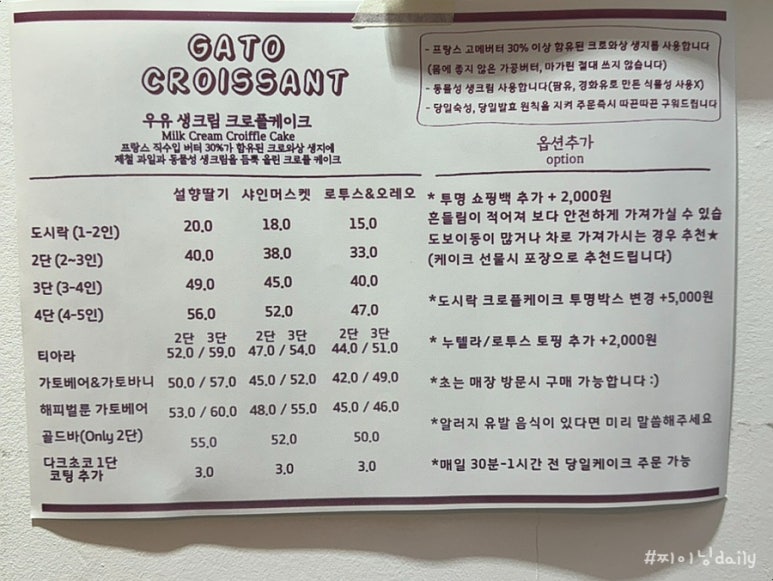 GATO
CROISSANT
우유 생크림 크로플케이크
Milk Cream Croiffle Cake
프랑스 직수입 버터 30%가 함유된 크로와상 생지에
제철 과일과 동물성 생크림을 듬뿍 올린 크로플 케이크
- 프랑스 고메버터 30% 이상 함유된 크로와상 생지를 사용합니다
(몸에 좋지 않은 가공버터, 마가린 절대 쓰지 않습니다)
- 동물성 생크림 사용합니다(팜유, 경화유로 만든 식물성 사용X)
- 당일숙성, 당일발효 원칙을 지켜 주문즉시 따끈따끈 구워드립니다
설향딸기 샤인머스켓 로투스&오레오
도시락 (1-2인) 20.0 18.0 15.0
2단 (2~3인) 40.0 38.0 33.0
3단 (3-4인) 49.0 45.0 40.0
4단 (4-5인) 56.0 52.0 47.0
2단 3단 2단 3단 2단 3단
티아라 52.0 / 59.0 47.0 / 54.0 44.0 / 51.0
가토베어&가토바니 50.0 / 57.0 45.0 / 52.0 42.0 / 49.0
해피벌룬 가토베어 53.0 / 60.0 48.0 / 55.0 45.0 / 46.0
골드바(Only 2단) 55.0 52.0 50.0
다크초코 1단
코팅 추가 3.0 3.0 3.0
옵션추가
option
* 투명 쇼핑백 추가 + 2,000원
흔들림이 적어져 보다 안전하게 가져가실 수 있습
도보이동이 많거나 차로 가져가시는 경우 추천★
(케이크 선물시 포장으로 추천드립니다)
*도시락 크로플케이크 투명박스 변경 +5,000원
* 누텔라/로투스 토핑 추가 +2,000원
*초는 매장 방문시 구매 가능합니다 :)
*알러지 유발 음식이 있다면 미리 말씀해주세요
*매일 30분-1시간 전 당일케이크 주문 가능
#찌이닝daily